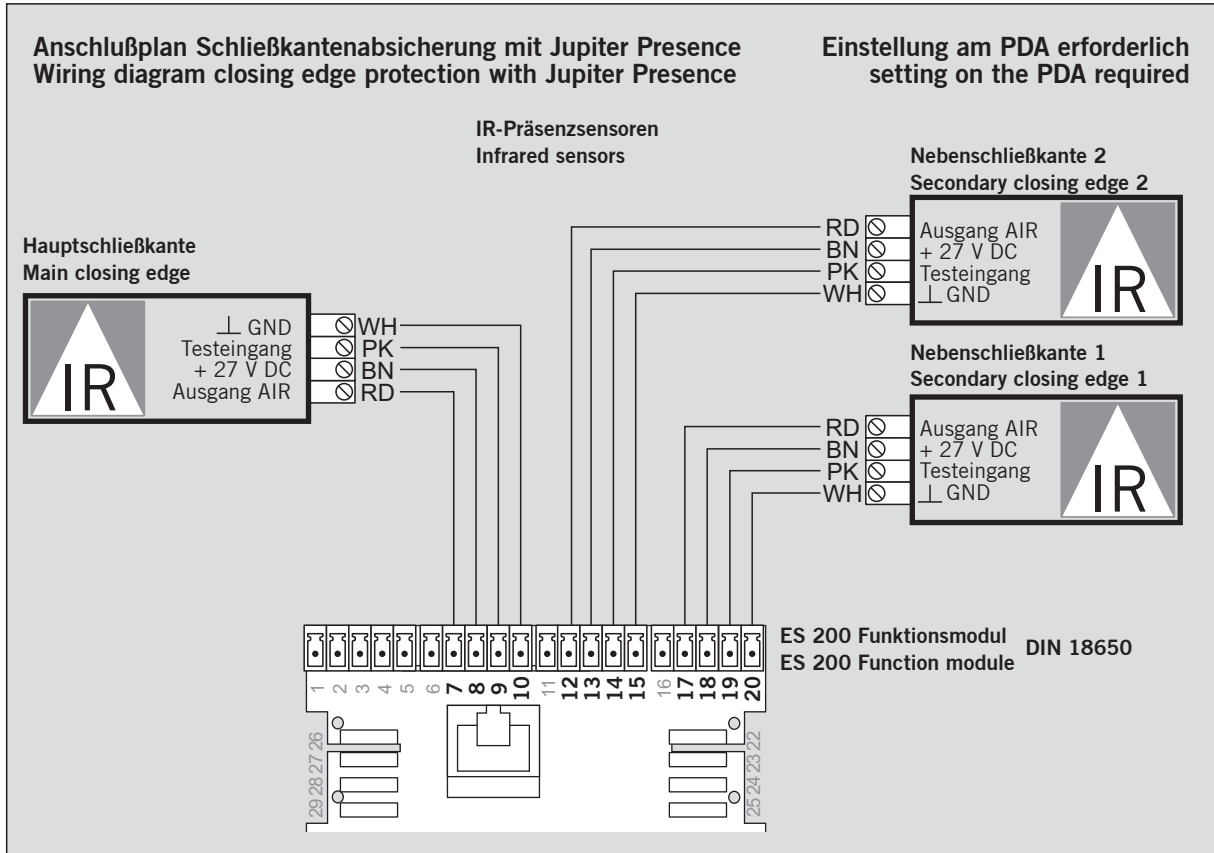 Anschlußplan Schließkantenabsicherung mit Jupiter Presence
Wiring diagram closing edge protection with Jupiter Presence
Einstellung am PDA erforderlich
setting on the PDA required
IR-Präsenzsensoren
Infrared sensors
Hauptschließkante
Main closing edge
IR
⊥ GND
Testeingang
+ 27 V DC
Ausgang AIR
WH
PK
BN
RD
Nebenschließkante 2
Secondary closing edge 2
RD
BN
PK
WH
Ausgang AIR
+ 27 V DC
Testeingang
⊥ GND
IR
Nebenschließkante 1
Secondary closing edge 1
RD
BN
PK
WH
Ausgang AIR
+ 27 V DC
Testeingang
⊥ GND
IR
ES 200 Funktionsmodul
ES 200 Function module
DIN 18650
1 2 3 4 5 6 7 8 9 10 11 12 13 14 15 16 17 18 19 20
29 28 27 26
25 24 23 22